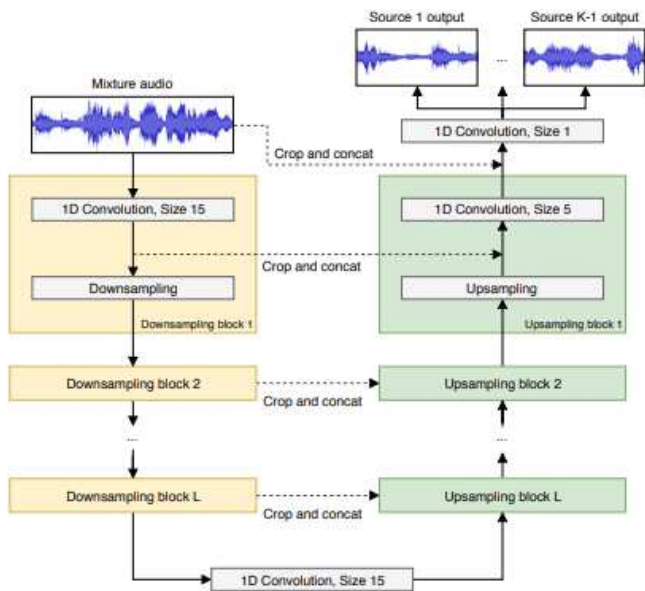 Source 1 output
Source K-1 output
...
Mixture audio
1D Convolution, Size 1
Crop and concat
1D Convolution, Size 15
1D Convolution, Size 5
Crop and concat
Downsampling
Upsampling
Downsampling block 1
Upsampling block 1
Downsampling block 2
Upsampling block 2
Crop and concat
...
...
Downsampling block L
Upsampling block L
Crop and concat
1D Convolution, Size 15